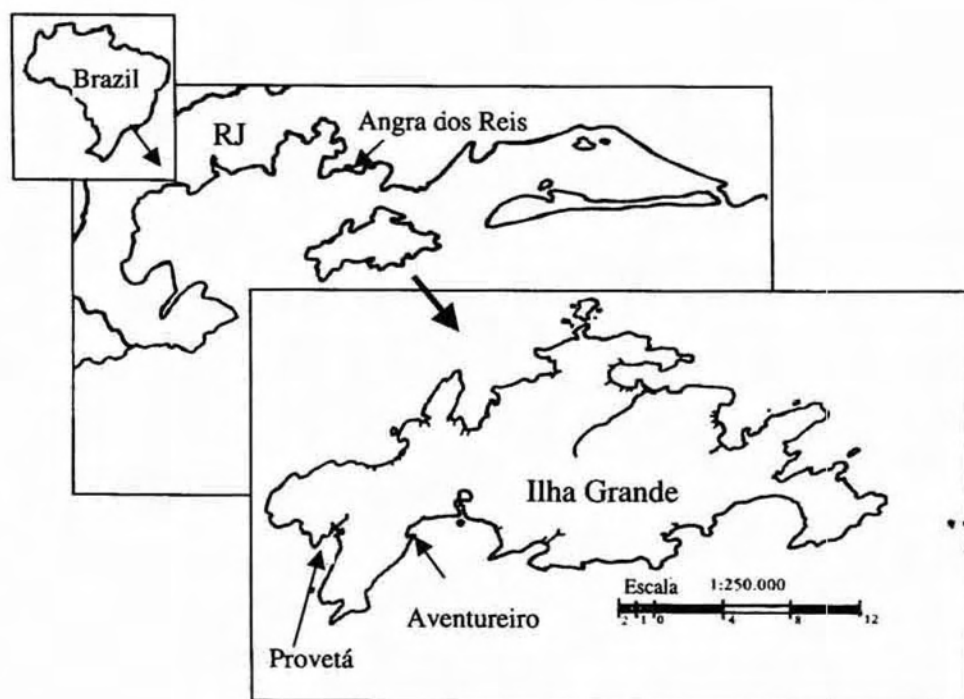 Brazil
RJ
Angra dos Reis
Ilha Grande
Escala 1:250.000
2 1 0 4 8 12
Aventureiro
Provetá